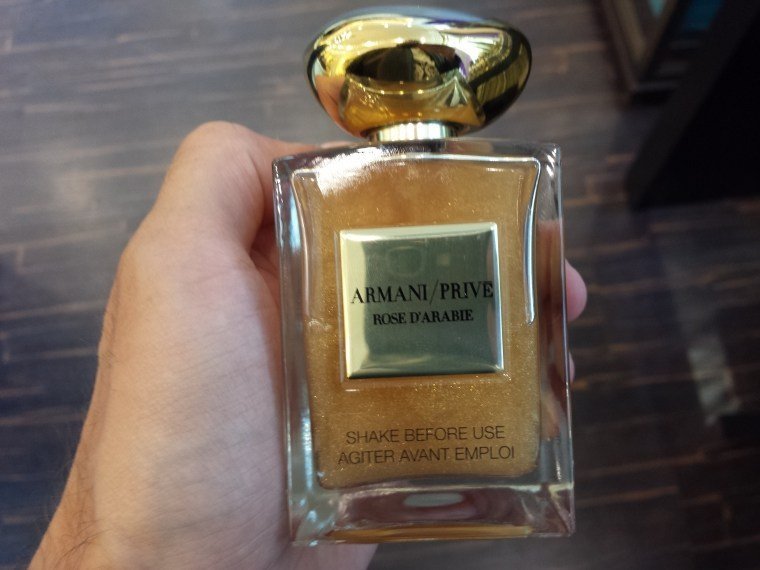 ARMANI/PRIVE
ROSE D'ARABIE
SHAKE BEFORE USE
AGITER AVANT EMPLOI